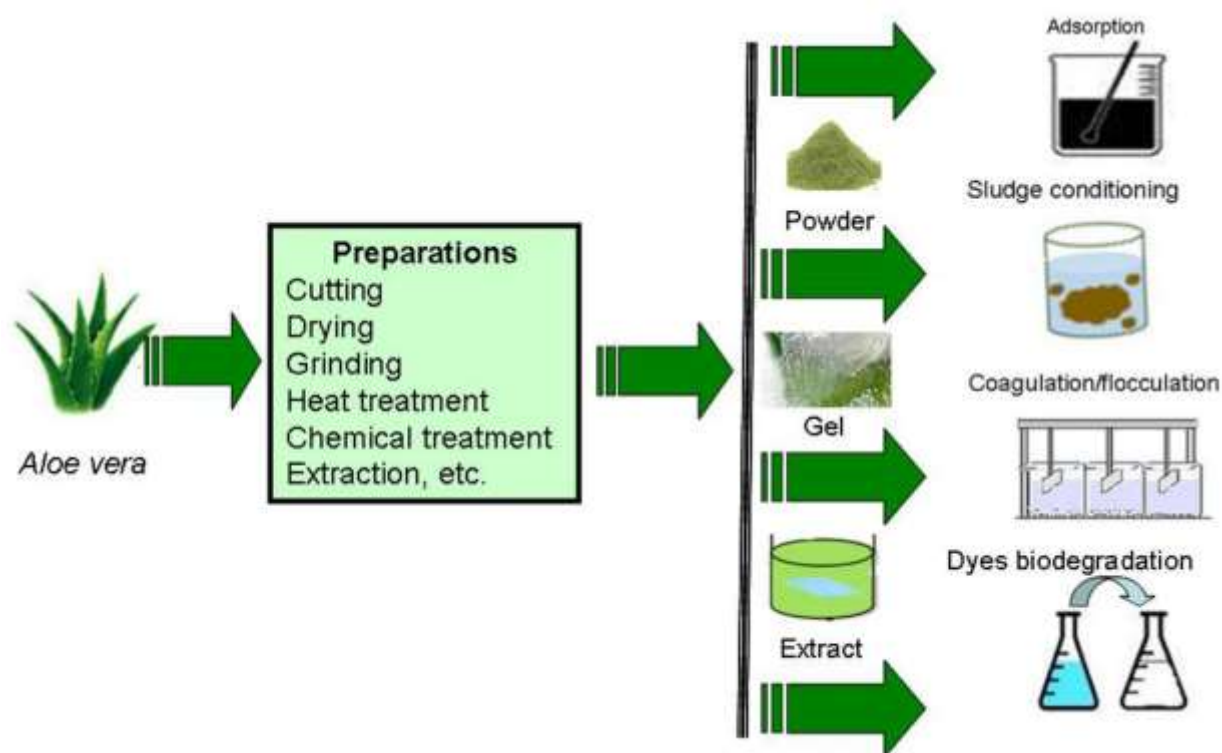 Aloe vera
Preparations
Cutting
Drying
Grinding
Heat treatment
Chemical treatment
Extraction, etc.
Powder
Gel
Extract
Adsorption
Sludge conditioning
Coagulation/flocculation
Dyes biodegradation